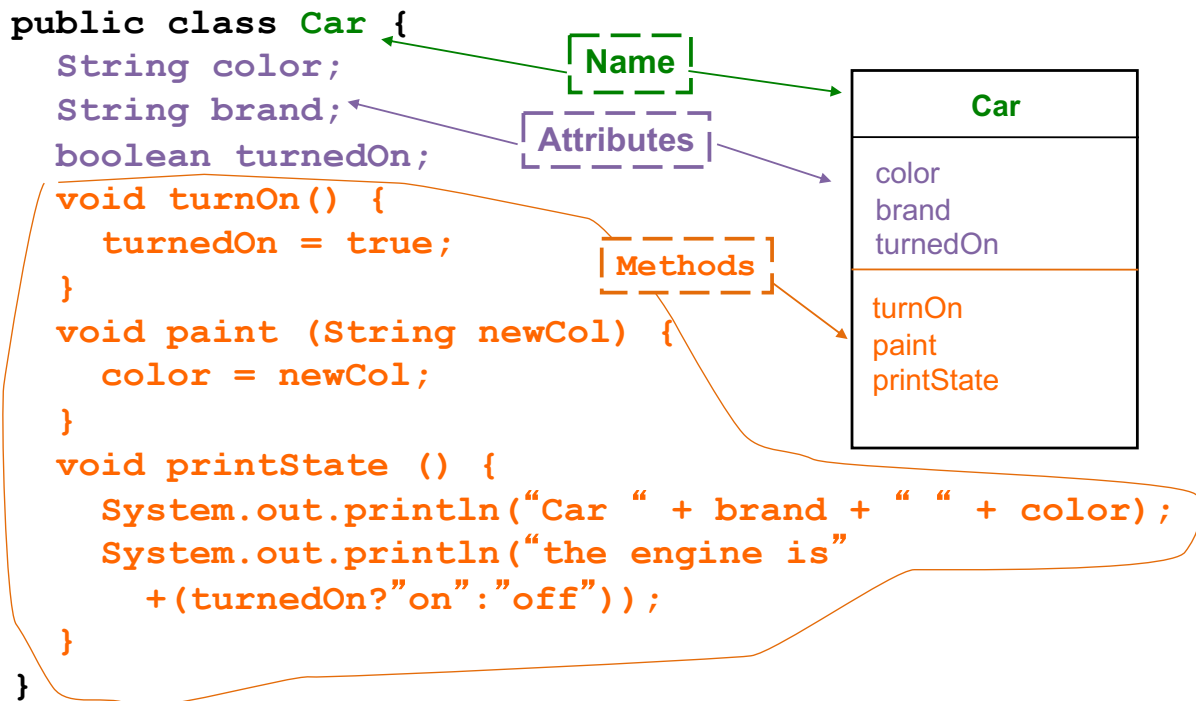 public class Car {
String color;
String brand;
boolean turnedOn;
void turnOn() {
turnedOn = true;
}
void paint (String newCol) {
color = newCol;
}
void printState () {
System.out.println(“Car “ + brand + “ “ + color);
System.out.println(“the engine is”
+(turnedOn?”on”:”off”));
}
}
Name
Attributes
Methods
Car
color
brand
turnedOn
turnOn
paint
printState